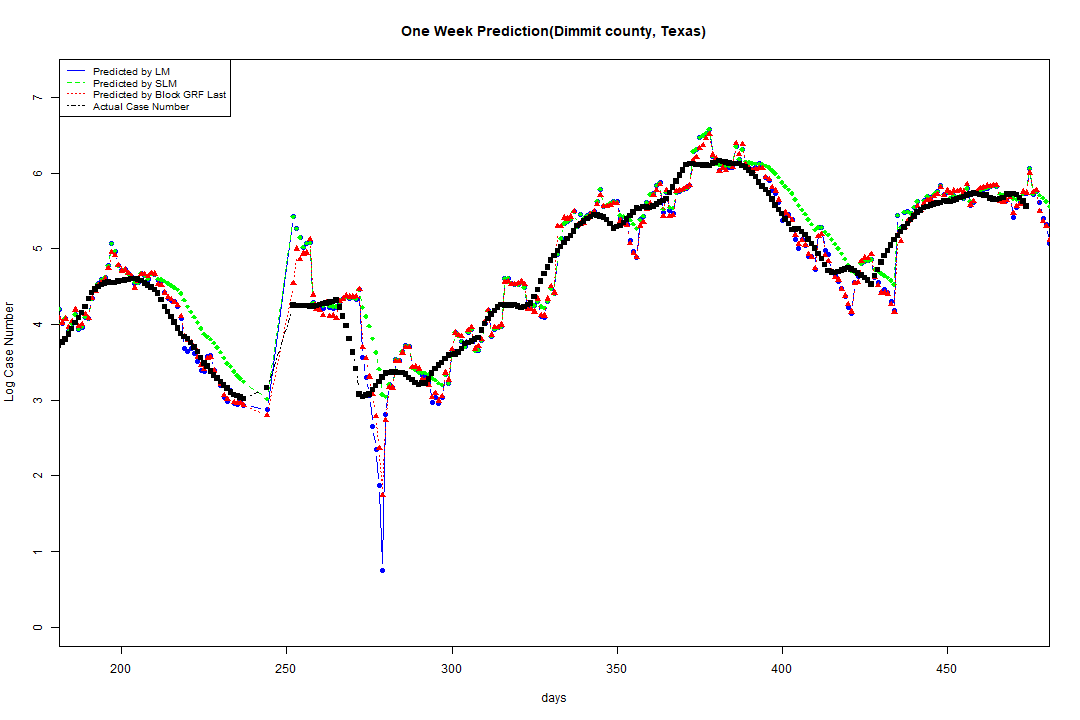 One Week Prediction(Dimmit county, Texas)
Predicted by LM
Predicted by SLM
Predicted by Block GRF Last
Actual Case Number
7
6
5
4
3
2
1
0
Log Case Number
200 250 300 350 400 450
days